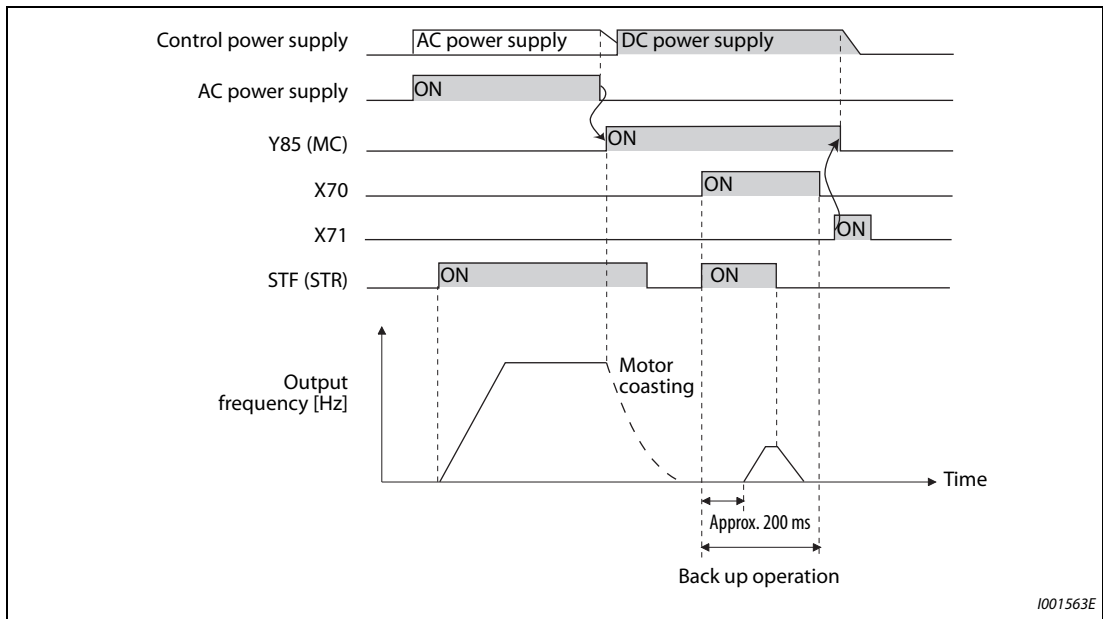 Control power supply
AC power supply
DC power supply
AC power supply
ON
Y85 (MC)
ON
X70
ON
X71
ON
STF (STR)
ON
ON
Output
frequency [Hz]
Motor
coasting
Time
Approx. 200 ms
Back up operation
I001563E